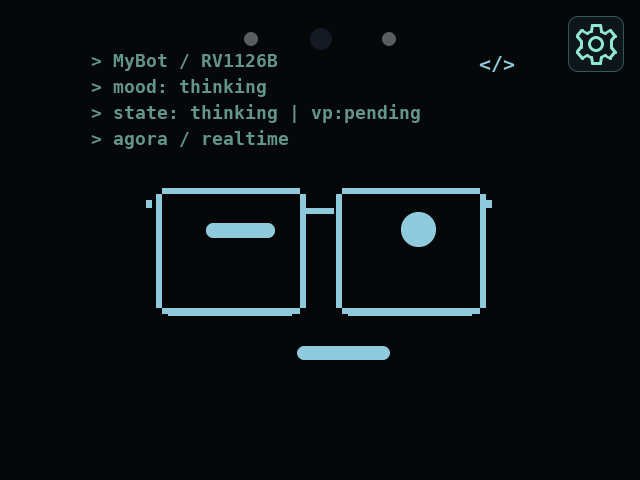 > MyBot / RV1126B
</>
> mood: thinking
> state: thinking | vp:pending
> agora / realtime